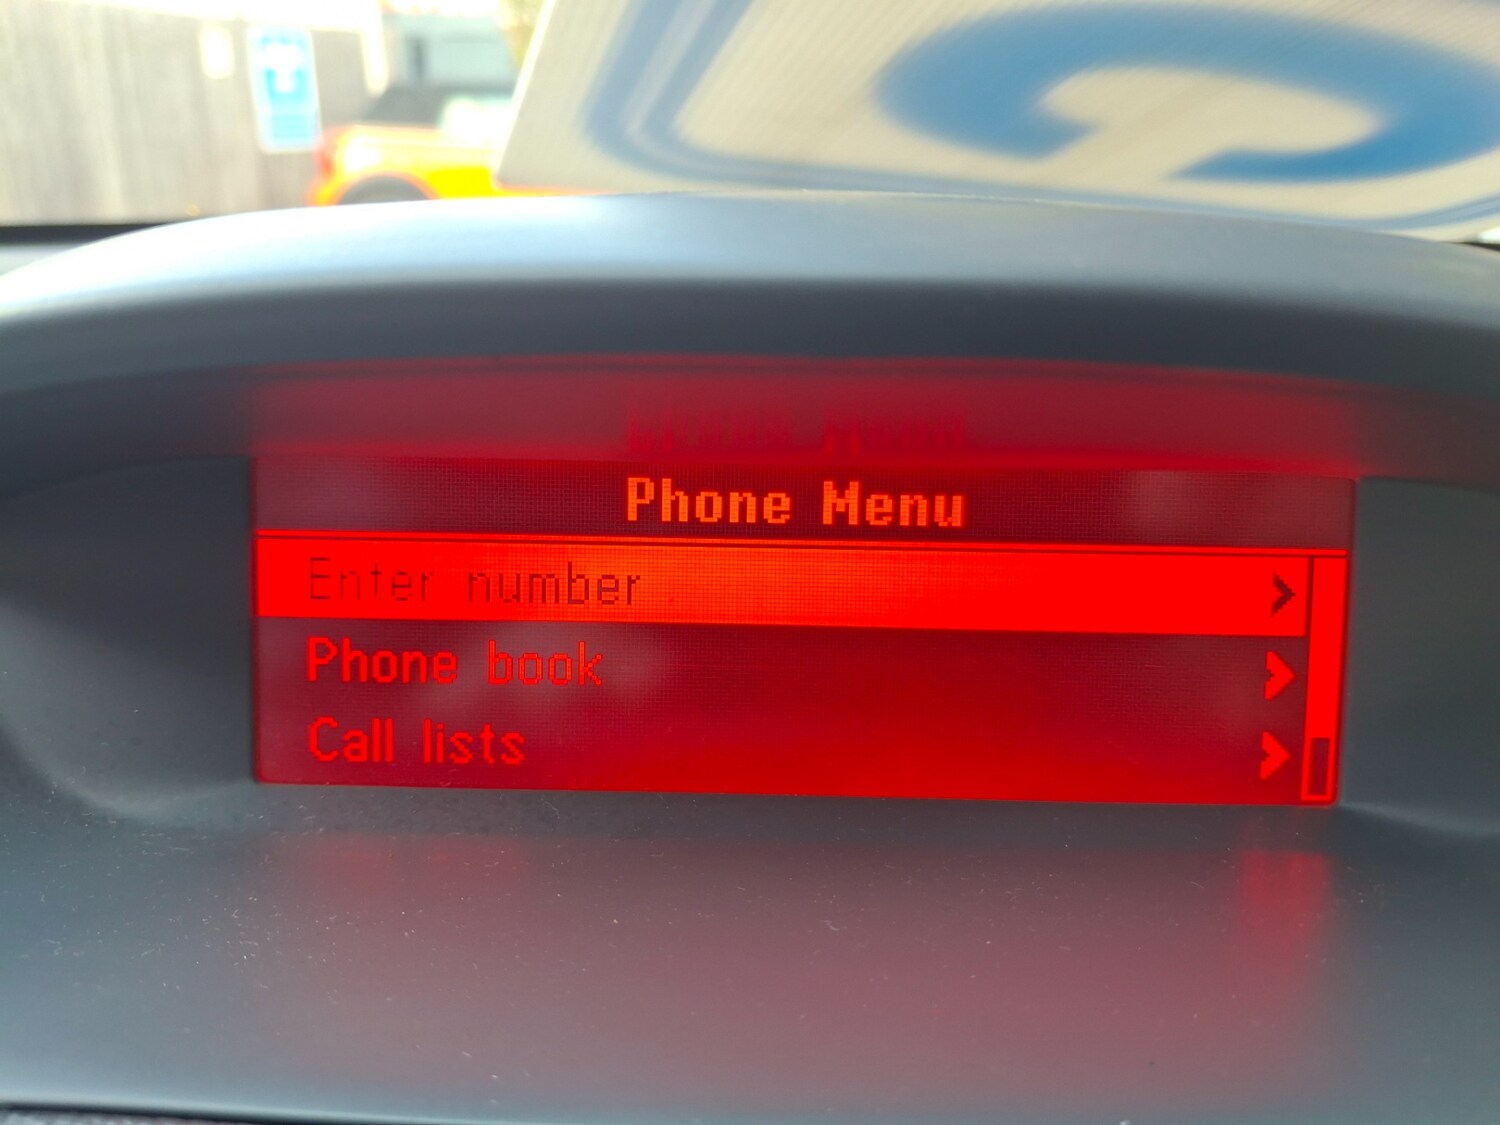 Phone Menu
Enter number
Phone book
Call lists